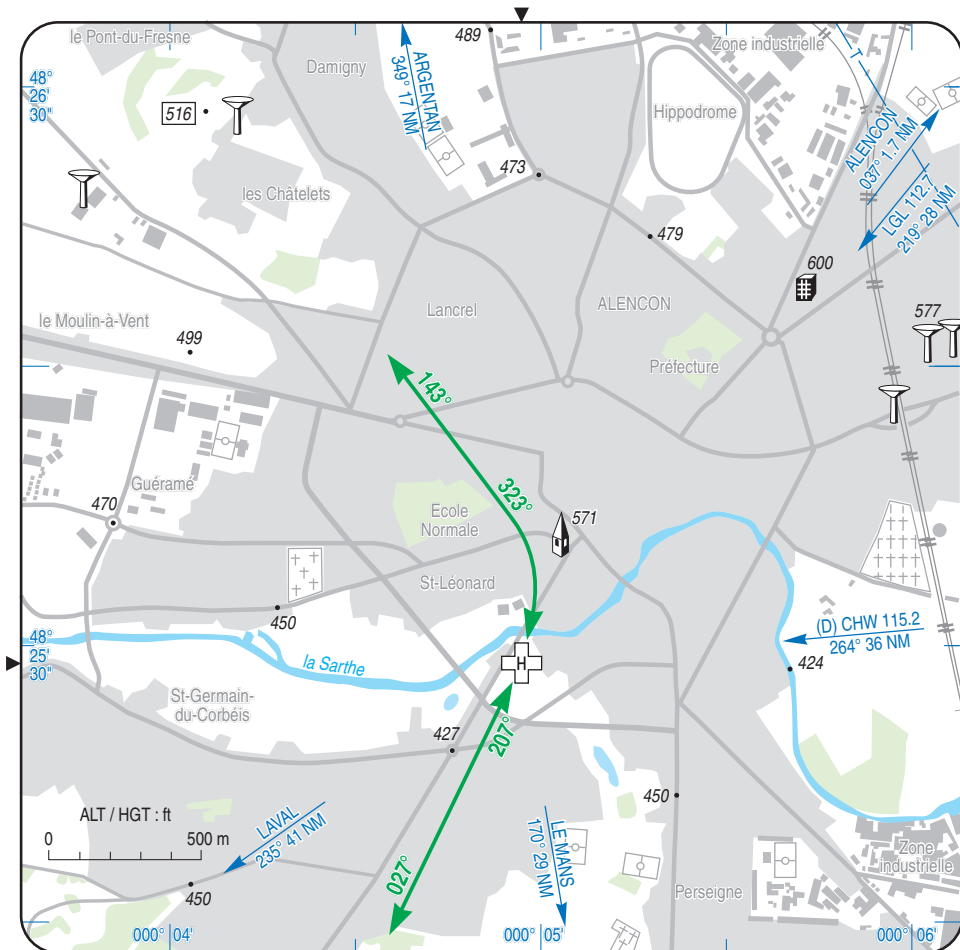 le Pont-du-Fresne
489
Zone industrielle
Damigny
ARGENTAN
349° 17 NM
T
48°
26'
30"
516
Hippodrome
ALENCON
037° 1.7 NM
473
les Châtelets
LGL 112.7
219° 28 NM
479
600
Lancrel
ALENCON
577
le Moulin-à-Vent
499
Préfecture
143°
Guéramé
323°
470
Ecole
Normale
571
St-Léonard
450
48°
25'
30"
(D) CHW 115.2
264° 36 NM
la Sarthe
H
424
St-Germain-
du-Corbéis
427
207°
450
ALT / HGT : ft
0 500 m
LAVAL
235° 41 NM
LE MANS
170° 29 NM
Zone
industrielle
027°
450
Perseigne
000° 04'
000° 05'
000° 06'